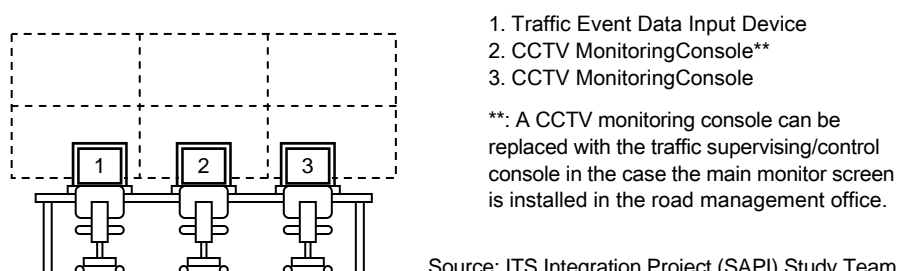 1. Traffic Event Data Input Device
2. CCTV MonitoringConsole**
3. CCTV MonitoringConsole
**: A CCTV monitoring console can be
replaced with the traffic supervising/control
console in the case the main monitor screen
is installed in the road management office.
1 2 3
Source: ITS Integration Project (SAPI) Study Team